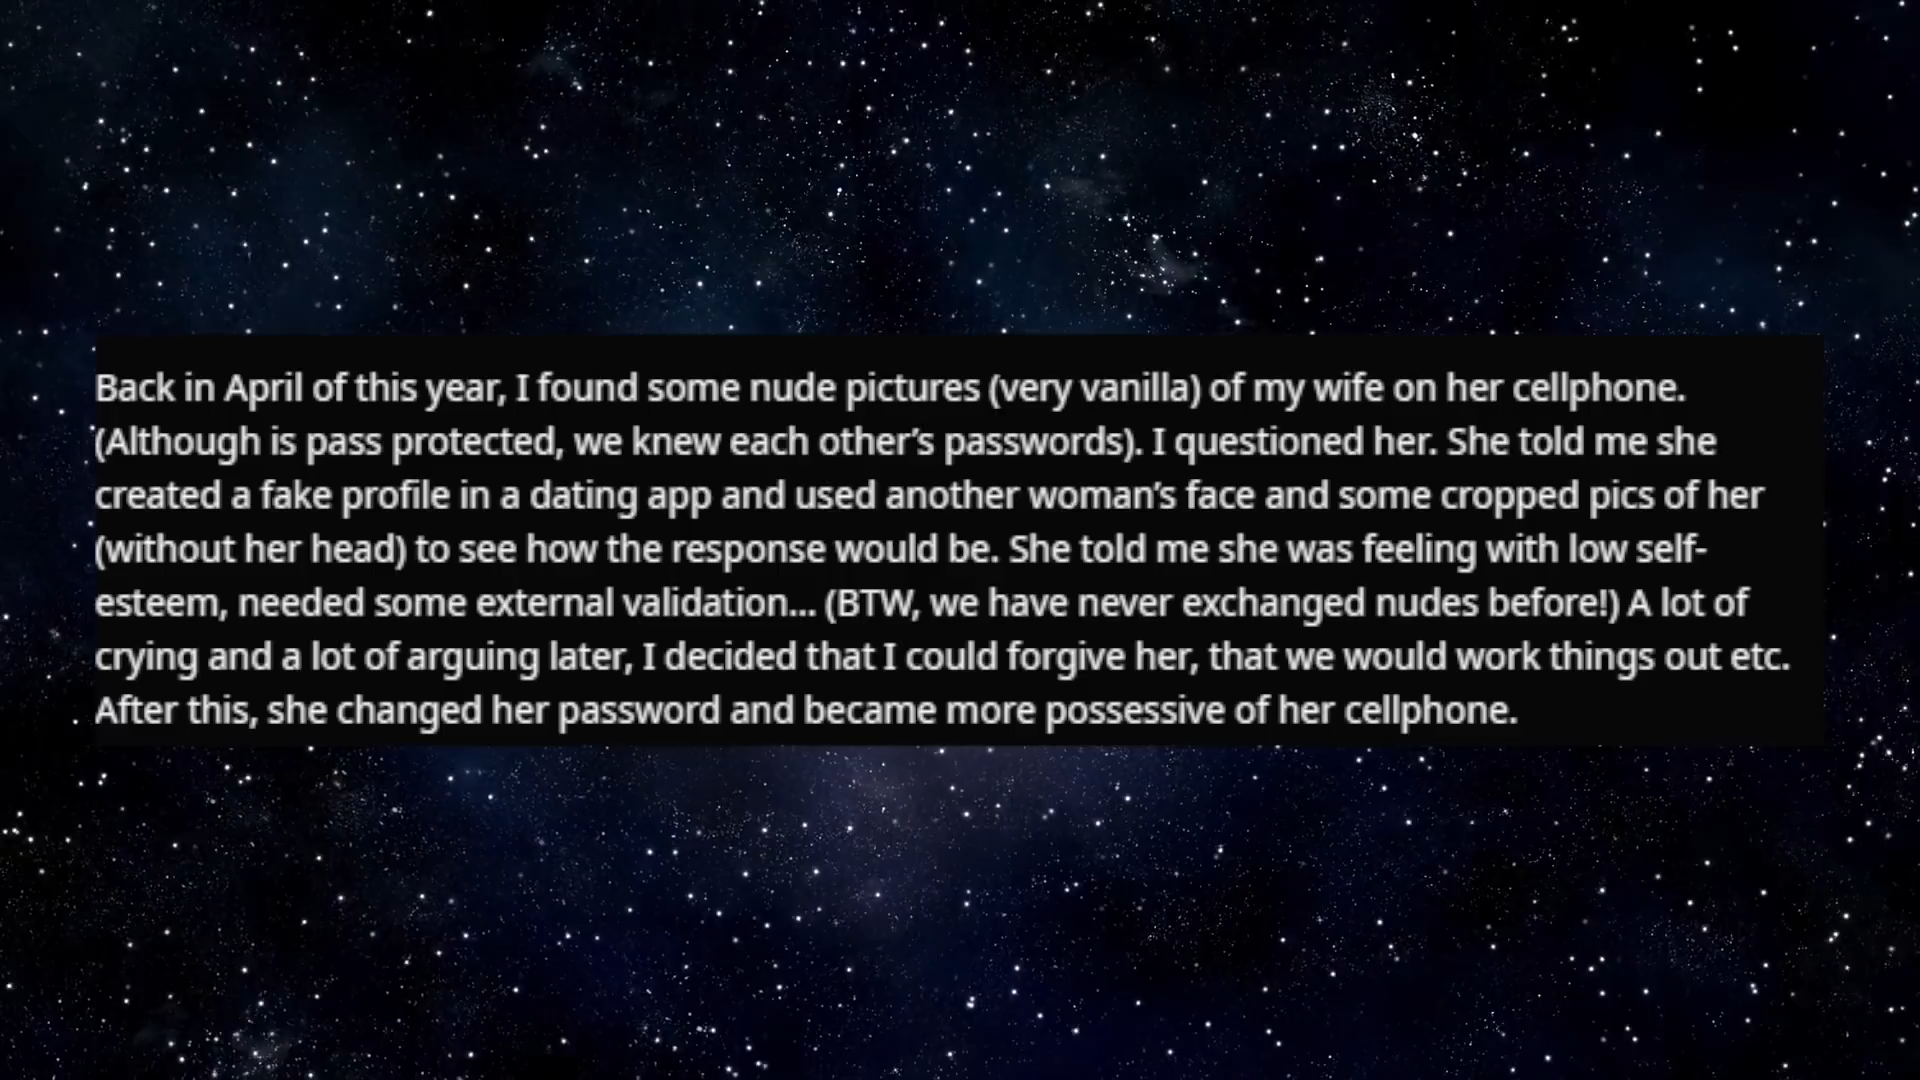 Back in April of this year, I found some nude pictures (very vanilla) of my wife on her cellphone.
(Although is pass protected, we knew each other’s passwords). I questioned her. She told me she
created a fake profile in a dating app and used another woman’s face and some cropped pics of her
(without her head) to see how the response would be. She told me she was feeling with low self-
esteem, needed some external validation... (BTW, we have never exchanged nudes before!) A lot of
crying and a lot of arguing later, I decided that I could forgive her, that we would work things out etc.
After this, she changed her password and became more possessive of her cellphone.